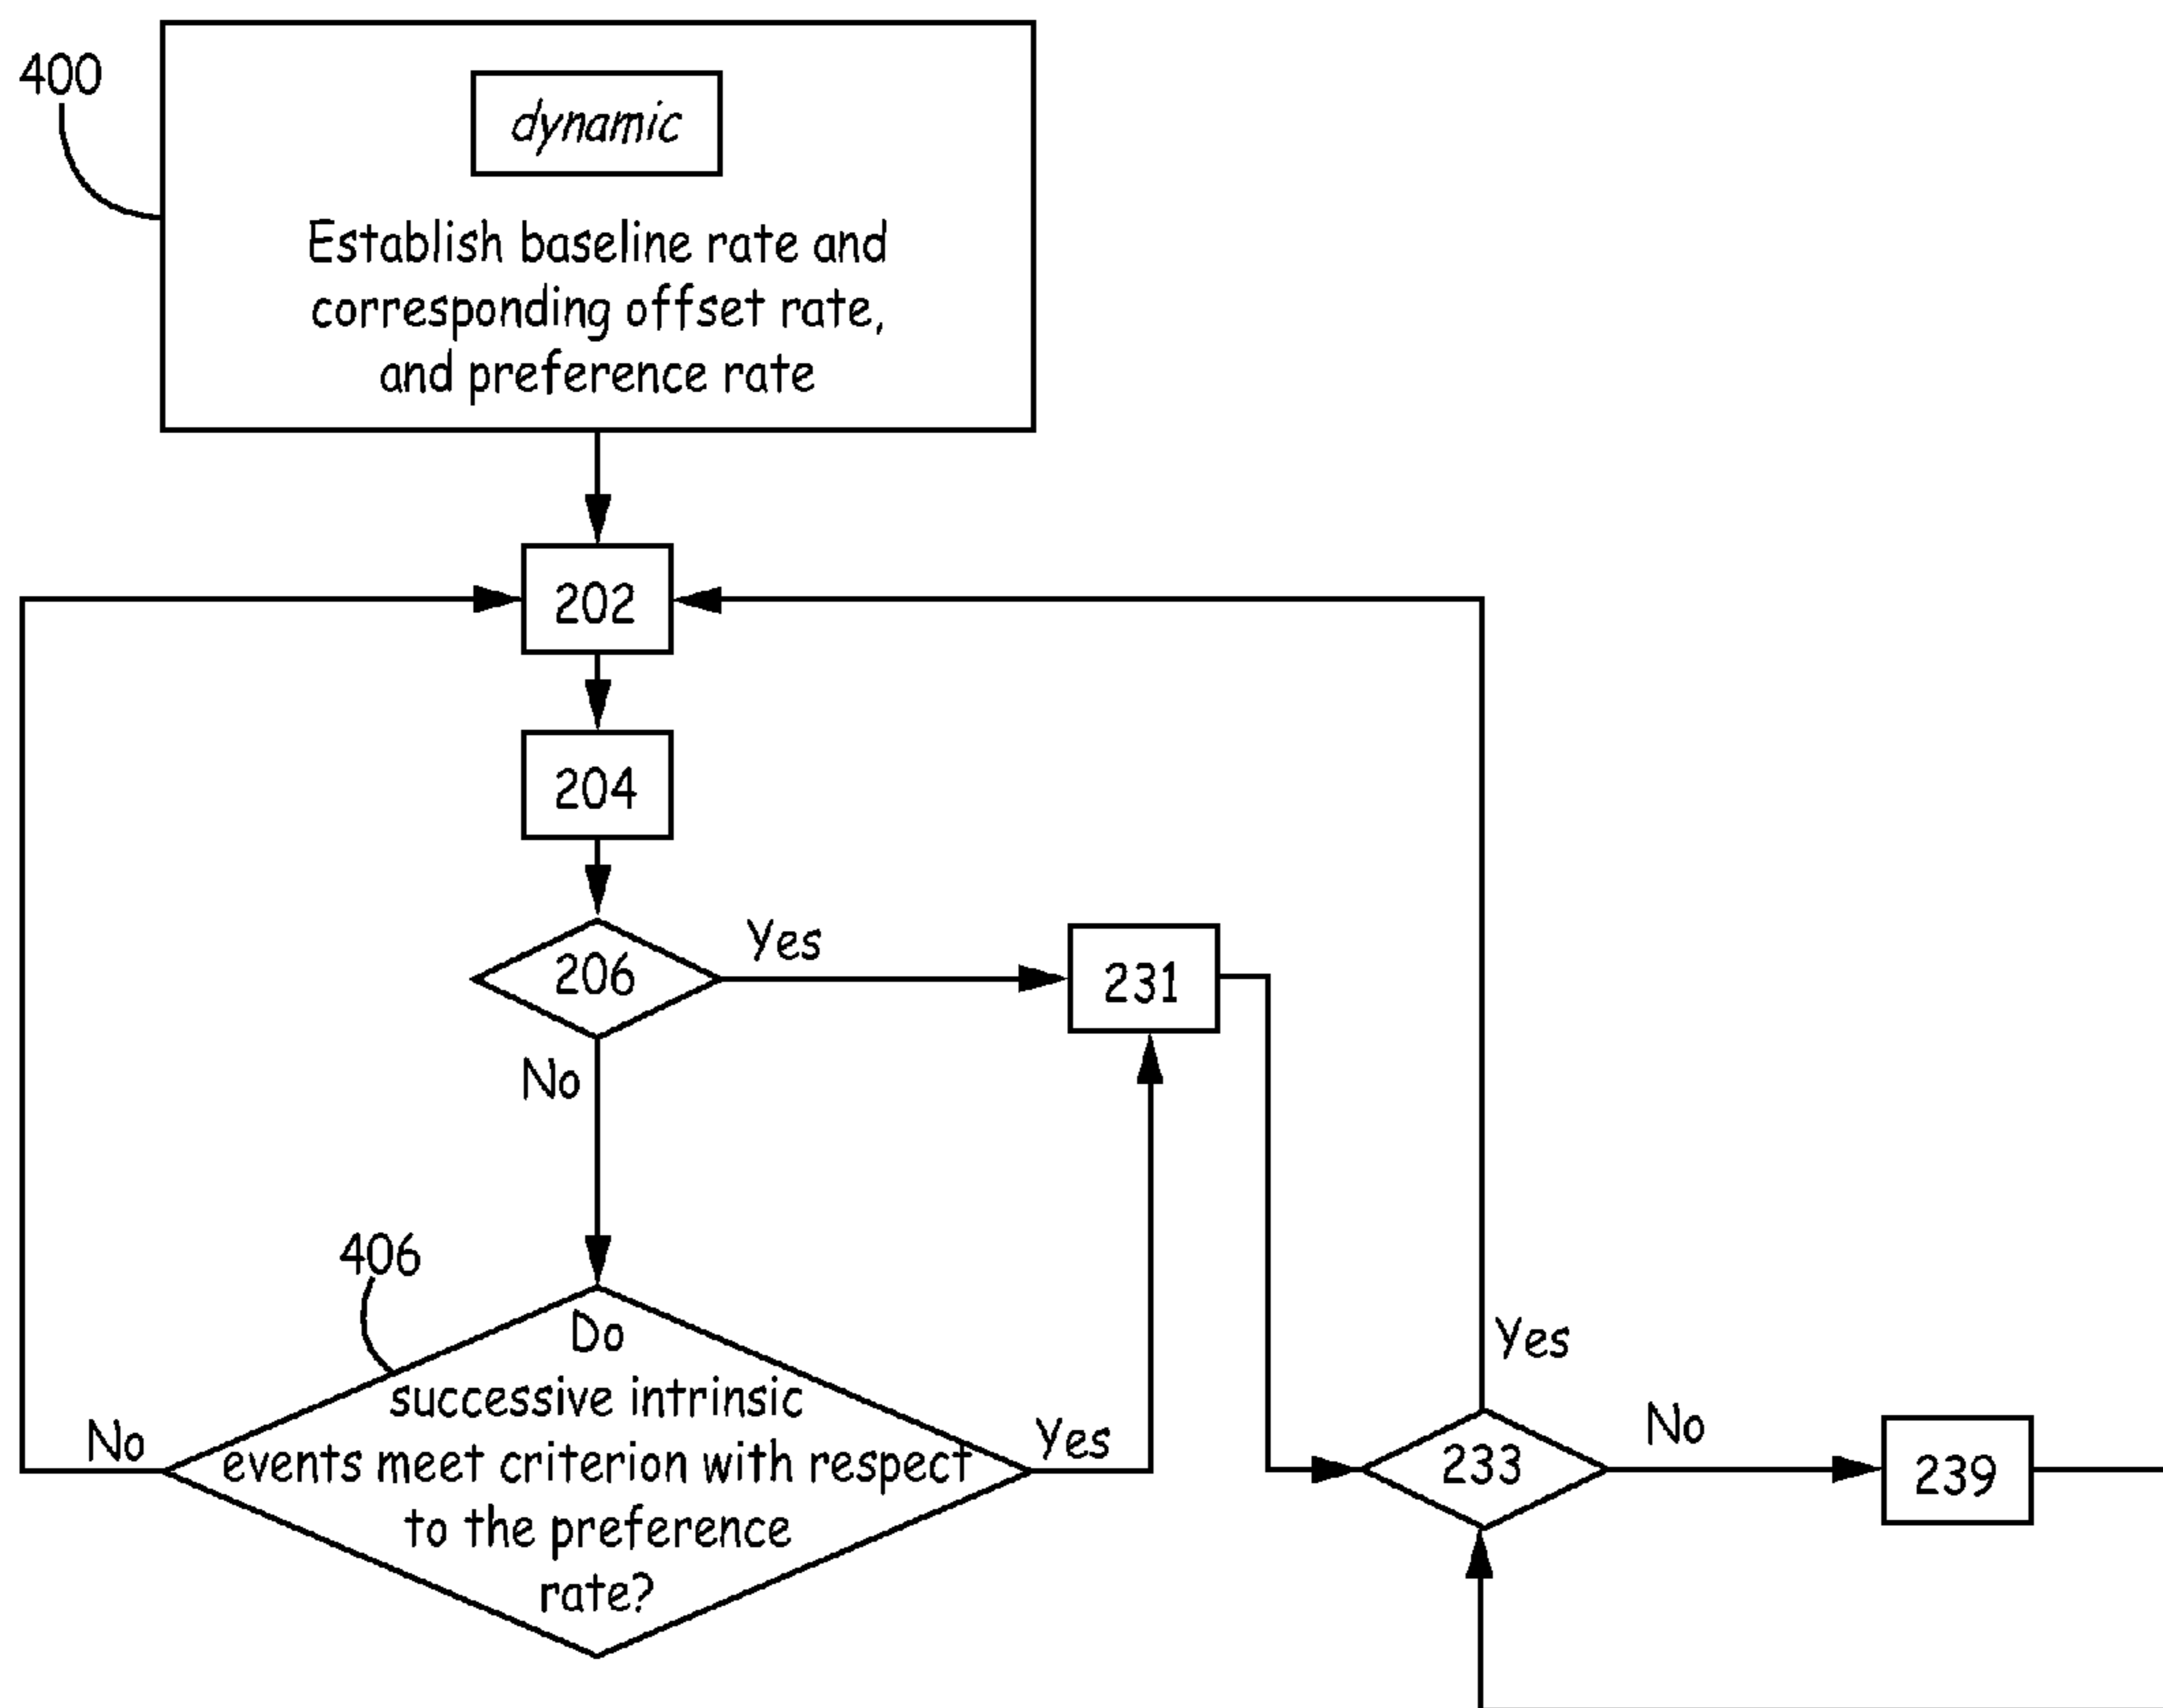 400
dynamic
Establish baseline rate and
corresponding offset rate,
and preference rate
202
204
206
Yes
231
No
406
Do
successive intrinsic
events meet criterion with respect
to the preference
rate?
No
Yes
Yes
233
No
239